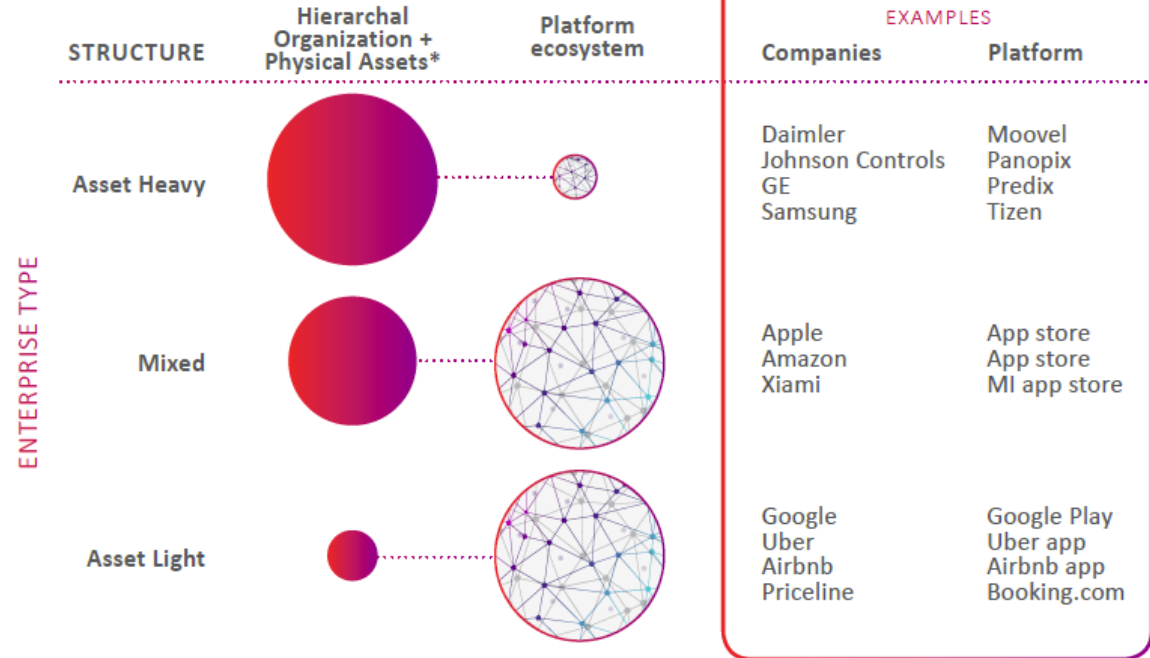 EXAMPLES
STRUCTURE
Hierarchal
Organization +
Physical Assets*
Platform
ecosystem
Companies
Platform
ENTERPRISE TYPE
Asset Heavy
Daimler
Johnson Controls
GE
Samsung
Moovel
Panopix
Predix
Tizen
Mixed
Apple
Amazon
Xiami
App store
App store
MI app store
Asset Light
Google
Uber
Airbnb
Priceline
Google Play
Uber app
Airbnb app
Booking.com